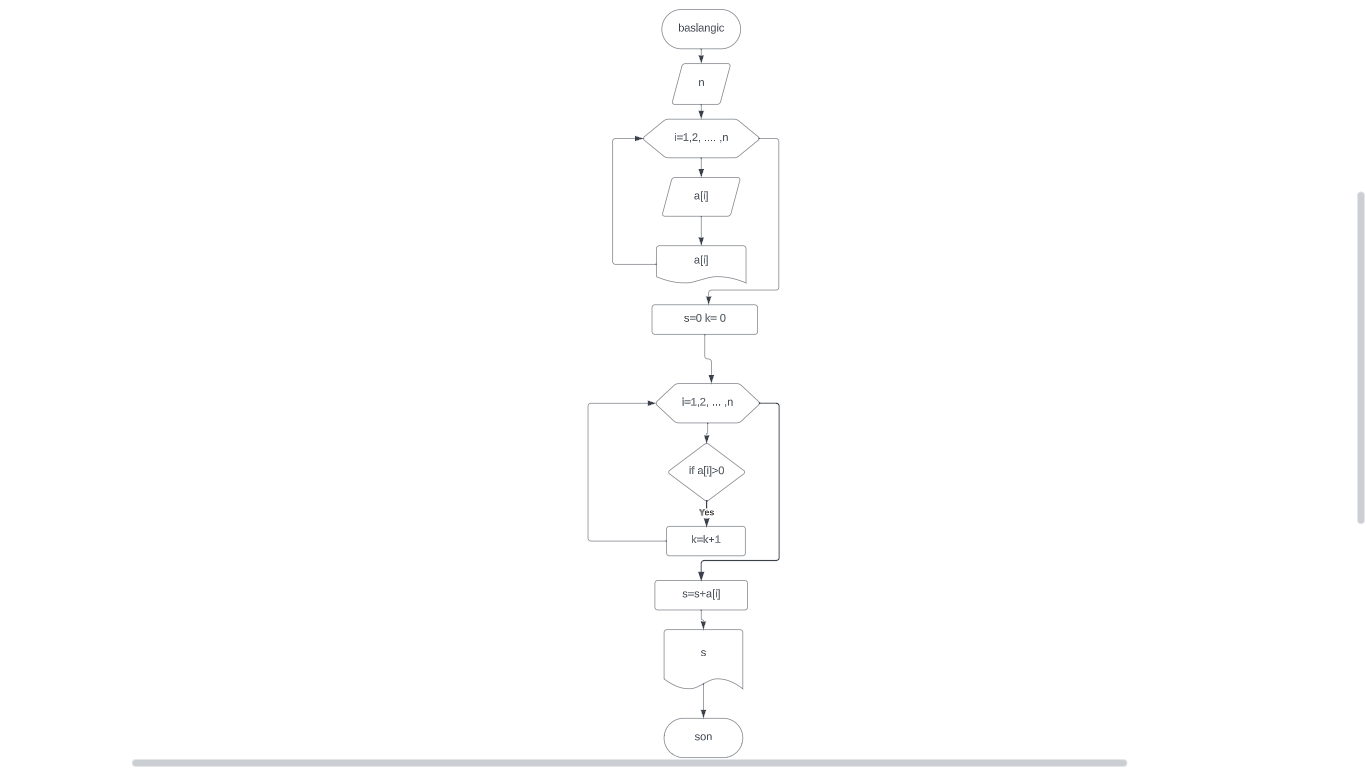 baslangic
n
i=1,2, .... ,n
a[i]
a[i]
s=0 k= 0
i=1,2, ... ,n
if a[i]>0
Yes
k=k+1
s=s+a[i]
s
son